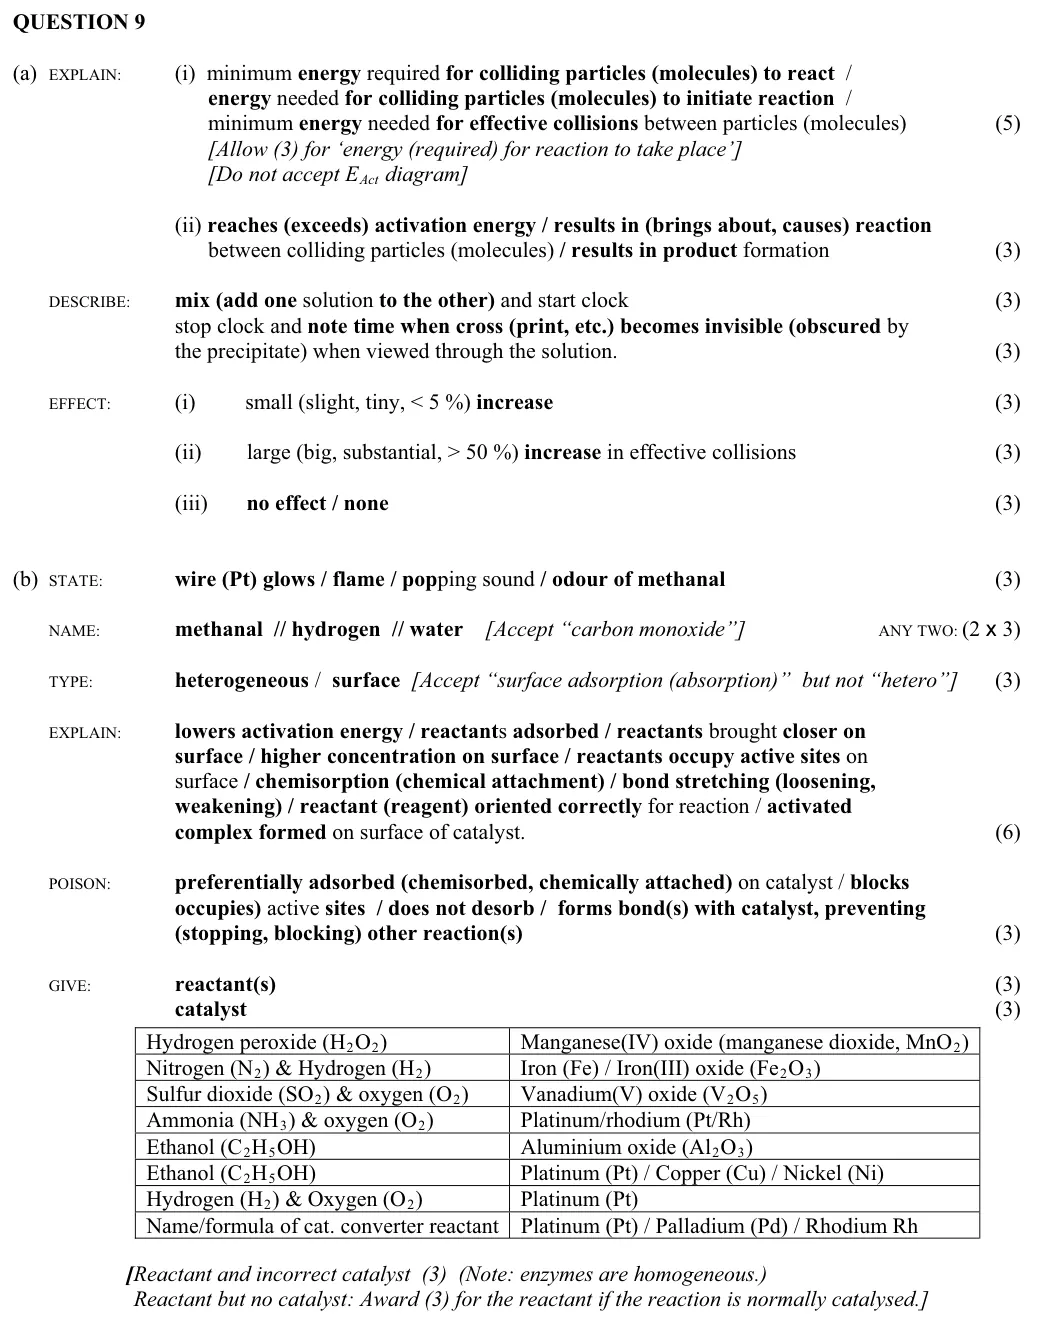 QUESTION 9
(a) EXPLAIN: (i) minimum energy required for colliding particles (molecules) to react /
energy needed for colliding particles (molecules) to initiate reaction /
minimum energy needed for effective collisions between particles (molecules) (5)
[Allow (3) for ‘energy (required) for reaction to take place’]
[Do not accept EAct diagram]
(ii) reaches (exceeds) activation energy / results in (brings about, causes) reaction
between colliding particles (molecules) / results in product formation (3)
DESCRIBE: mix (add one solution to the other) and start clock (3)
stop clock and note time when cross (print, etc.) becomes invisible (obscured by
the precipitate) when viewed through the solution. (3)
EFFECT: (i) small (slight, tiny, < 5 %) increase (3)
(ii) large (big, substantial, > 50 %) increase in effective collisions (3)
(iii) no effect / none (3)
(b) STATE: wire (Pt) glows / flame / popping sound / odour of methanal (3)
NAME: methanal // hydrogen // water [Accept “carbon monoxide”] ANY TWO: (2 x 3)
TYPE: heterogeneous / surface [Accept “surface adsorption (absorption)” but not “hetero”] (3)
EXPLAIN: lowers activation energy / reactants adsorbed / reactants brought closer on
surface / higher concentration on surface / reactants occupy active sites on
surface / chemisorption (chemical attachment) / bond stretching (loosening,
weakening) / reactant (reagent) oriented correctly for reaction / activated
complex formed on surface of catalyst. (6)
POISON: preferentially adsorbed (chemisorbed, chemically attached) on catalyst / blocks
occupies) active sites / does not desorb / forms bond(s) with catalyst, preventing
(stopping, blocking) other reaction(s) (3)
GIVE: reactant(s) (3)
catalyst (3)
Hydrogen peroxide (H2O2) Manganese(IV) oxide (manganese dioxide, MnO2)
Nitrogen (N2) & Hydrogen (H2) Iron (Fe) / Iron(III) oxide (Fe2O3)
Sulfur dioxide (SO2) & oxygen (O2) Vanadium(V) oxide (V2O5)
Ammonia (NH3) & oxygen (O2) Platinum/rhodium (Pt/Rh)
Ethanol (C2H5OH) Aluminium oxide (Al2O3)
Ethanol (C2H5OH) Platinum (Pt) / Copper (Cu) / Nickel (Ni)
Hydrogen (H2) & Oxygen (O2) Platinum (Pt)
Name/formula of cat. converter reactant Platinum (Pt) / Palladium (Pd) / Rhodium Rh
[Reactant and incorrect catalyst (3) (Note: enzymes are homogeneous.)
Reactant but no catalyst: Award (3) for the reactant if the reaction is normally catalysed.]